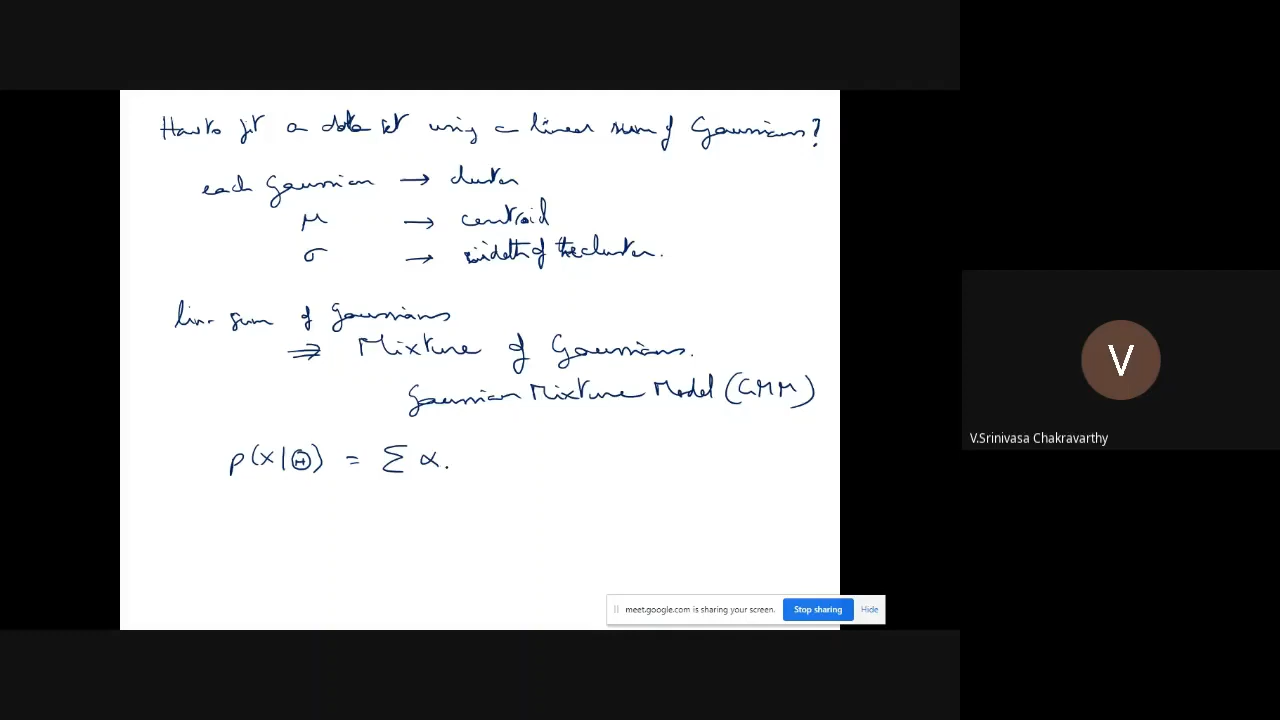 How to fit a data set using a linear sum of Gaussians?
each Gaussian → cluster
μ → centroid
σ → width of the cluster.
lin. sum of Gaussians
⇒ Mixture of Gaussians.
Gaussian Mixture Model (GMM)
p(x|Θ) = Σ α.
meet.google.com is sharing your screen. Stop sharing Hide
V
V.Srinivasa Chakravarthy